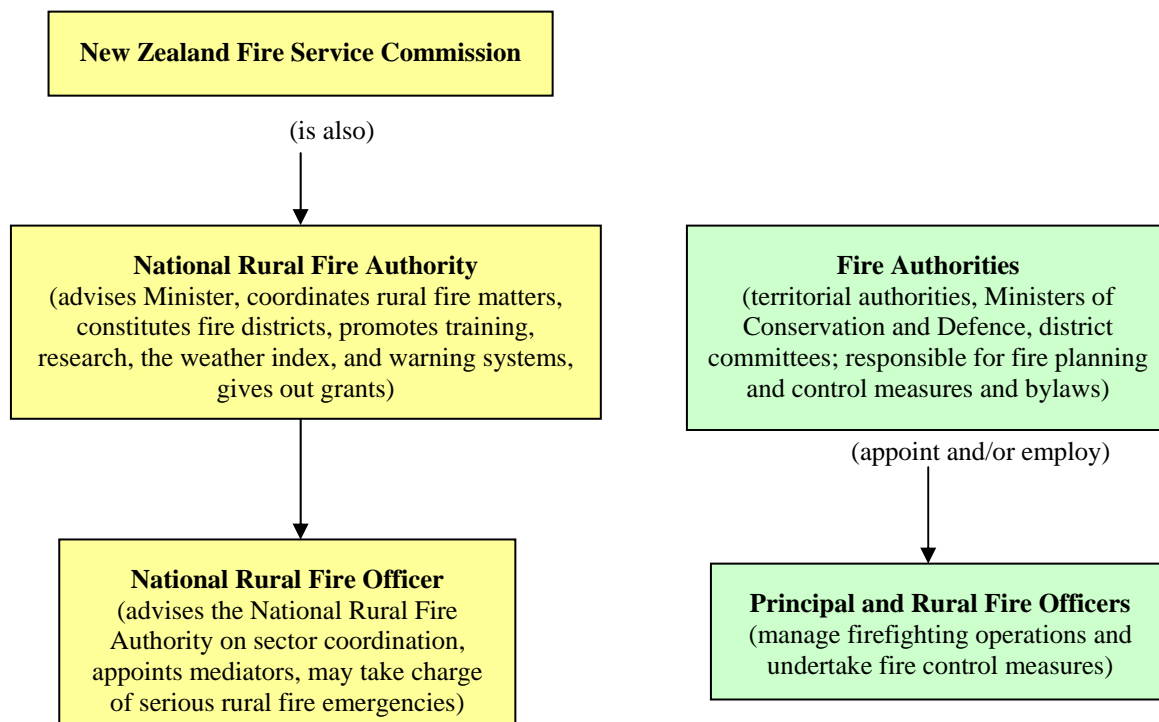 New Zealand Fire Service Commission
(is also)
National Rural Fire Authority
(advises Minister, coordinates rural fire matters,
constitutes fire districts, promotes training,
research, the weather index, and warning systems,
gives out grants)
Fire Authorities
(territorial authorities, Ministers of
Conservation and Defence, district
committees; responsible for fire planning
and control measures and bylaws)
(appoint and/or employ)
National Rural Fire Officer
(advises the National Rural Fire
Authority on sector coordination,
appoints mediators, may take charge
of serious rural fire emergencies)
Principal and Rural Fire Officers
(manage firefighting operations and
undertake fire control measures)